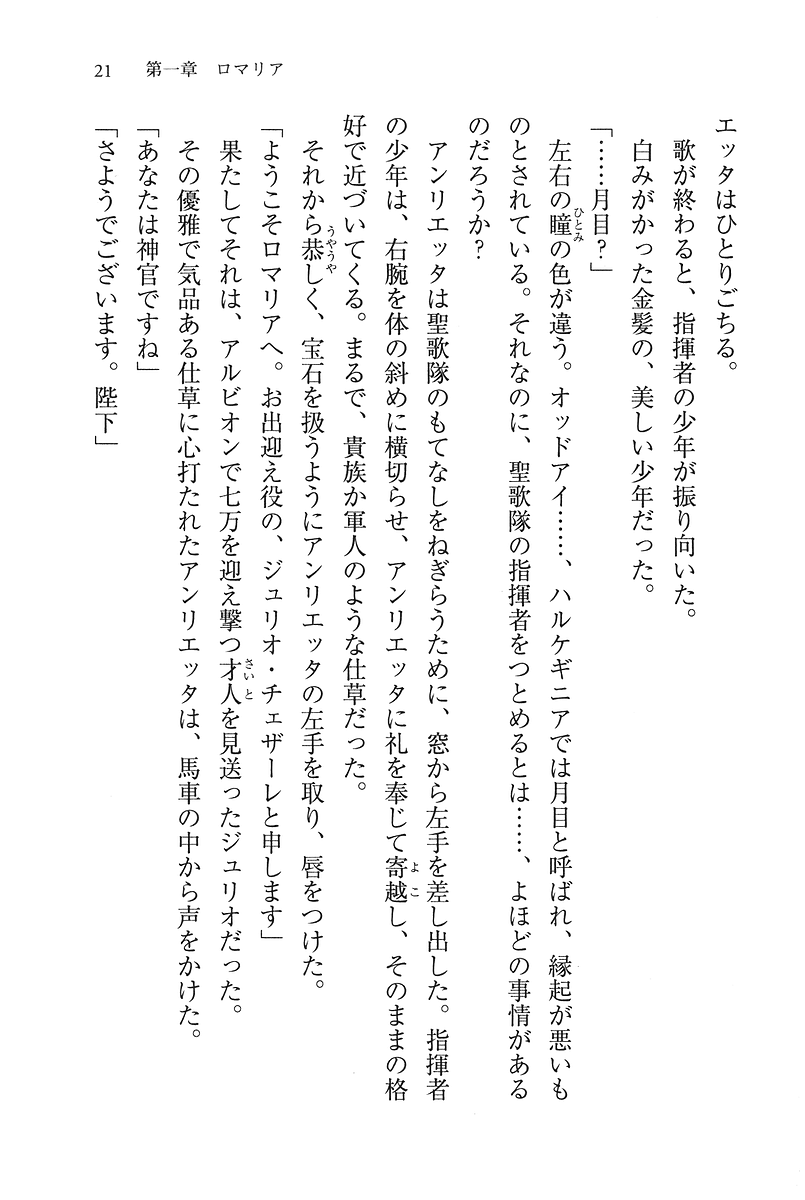 21　第一章　ロマリア
エッタはひとりごちる。
　歌が終わると、指揮者の少年が振り向いた。
　白みがかった金髪の、美しい少年だった。
「……月目？」
　左右の瞳の色が違う。オッドアイ……、ハルケギニアでは月目と呼ばれ、縁起が悪いも
のとされている。それなのに、聖歌隊の指揮者をつとめるとは……、よほどの事情がある
のだろうか？
　アンリエッタは聖歌隊のもてなしをねぎらうために、窓から左手を差し出した。指揮者
の少年は、右腕を体の斜めに横切らせ、アンリエッタに礼を奉じて寄越し、そのままの格
好で近づいてくる。まるで、貴族か軍人のような仕草だった。
　それから恭しく、宝石を扱うようにアンリエッタの左手を取り、唇をつけた。
「ようこそロマリアへ。お出迎え役の、ジュリオ・チェザーレと申します」
　果たしてそれは、アルビオンで七万を迎え撃つ才人を見送ったジュリオだった。
　その優雅で気品ある仕草に心打たれたアンリエッタは、馬車の中から声をかけた。
「あなたは神官ですね」
「さようでございます。陛下」
ひとみ
よこ
うやうや
さいと